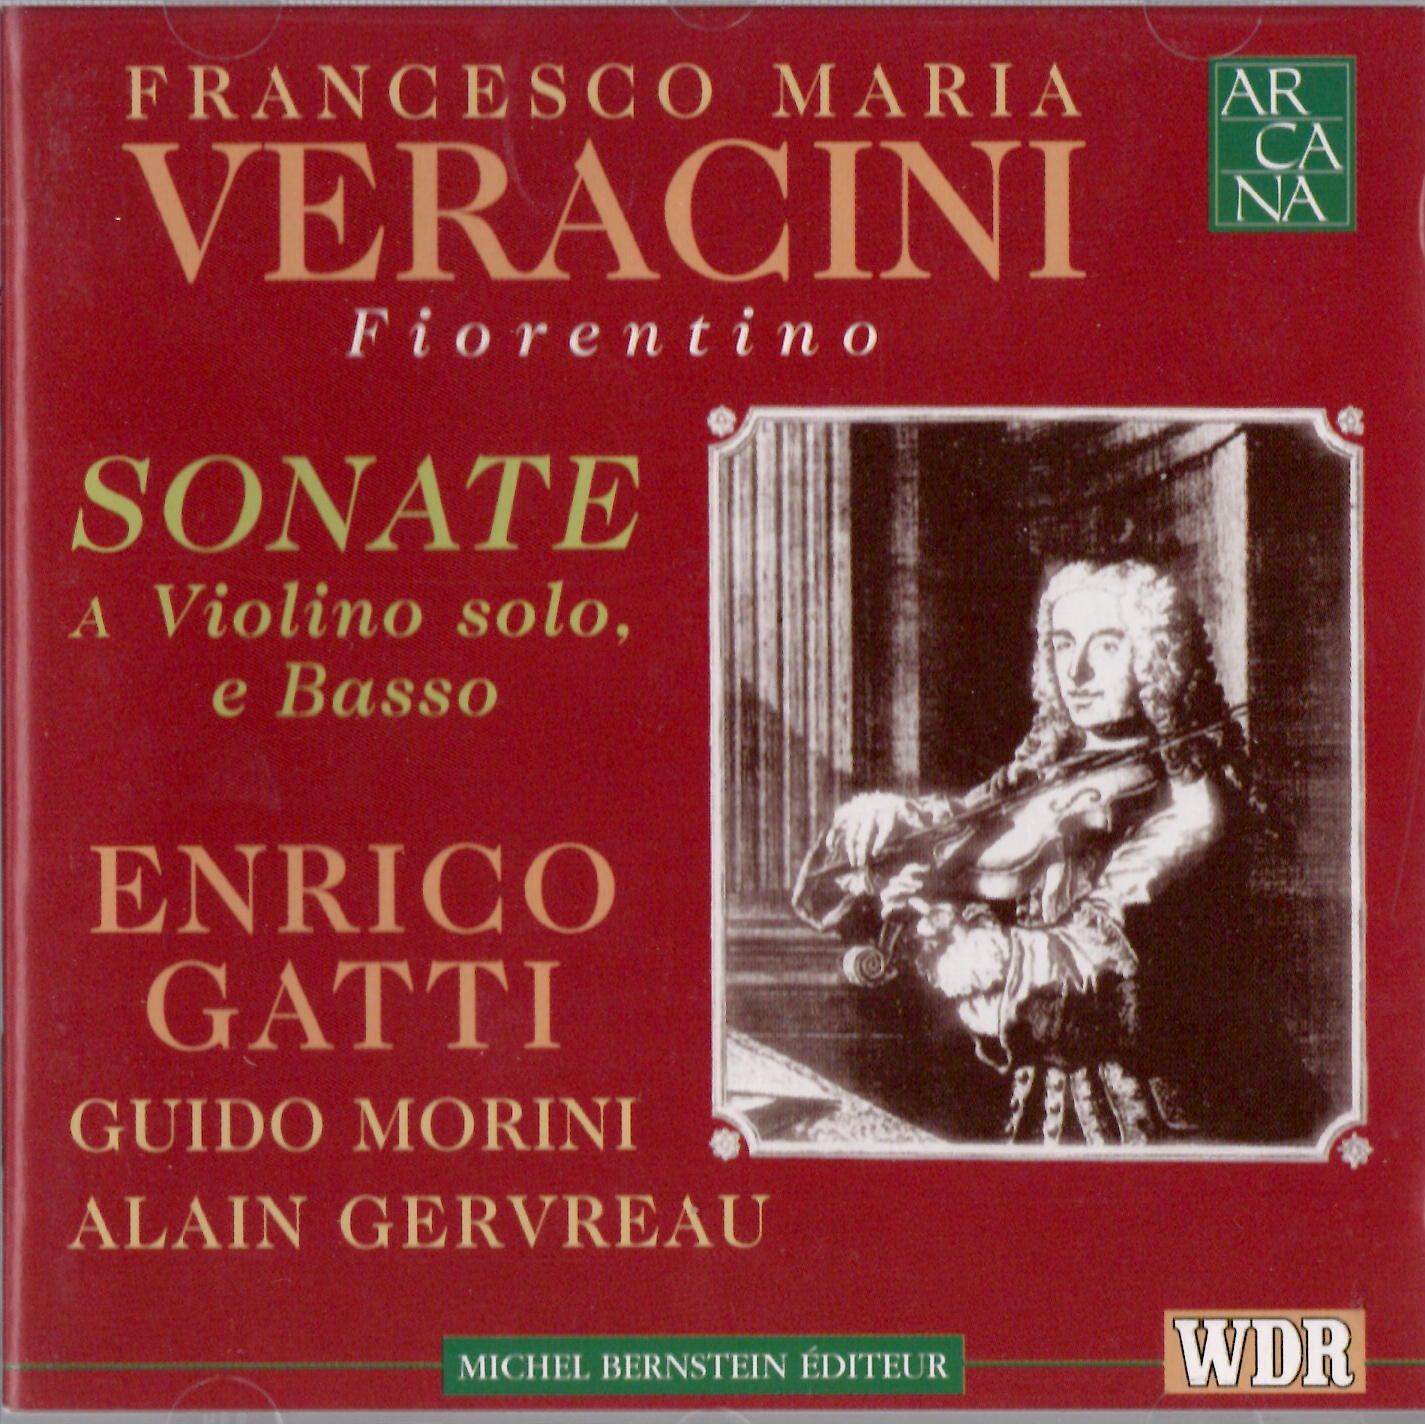 FRANCESCO MARIA
VERACINI
Fiorentino
AR
CA
NA
SONATE
A Violino solo,
e Basso
ENRICO
GATTI
GUIDO MORINI
ALAIN GERVREAU
MICHEL BERNSTEIN ÉDITEUR
WDR